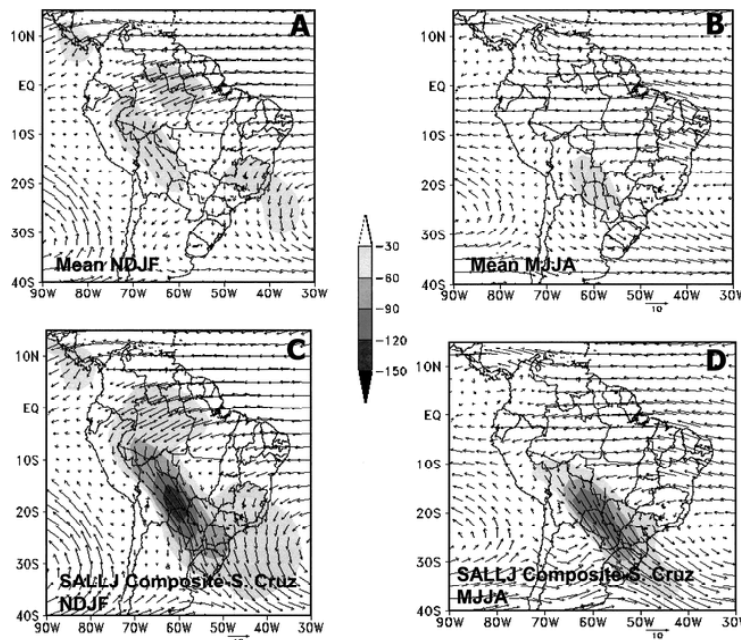 A
10N
EQ
10S
20S
30S
40S
Mean NDJF
90W 80W 70W 60W 50W 40W 30W
B
10N
EQ
10S
20S
30S
40S
Mean MJJA
90W 80W 70W 60W 50W 40W 30W
10
-30
-60
-90
-120
-150
C
10N
EQ
10S
20S
30S
40S
SALLJ Composite-S. Cruz
NDJF
90W 80W 70W 60W 50W 40W 30W
D
10N
EQ
10S
20S
30S
40S
SALLJ Composite-S. Cruz
MJJA
90W 80W 70W 60W 50W 40W 30W
10